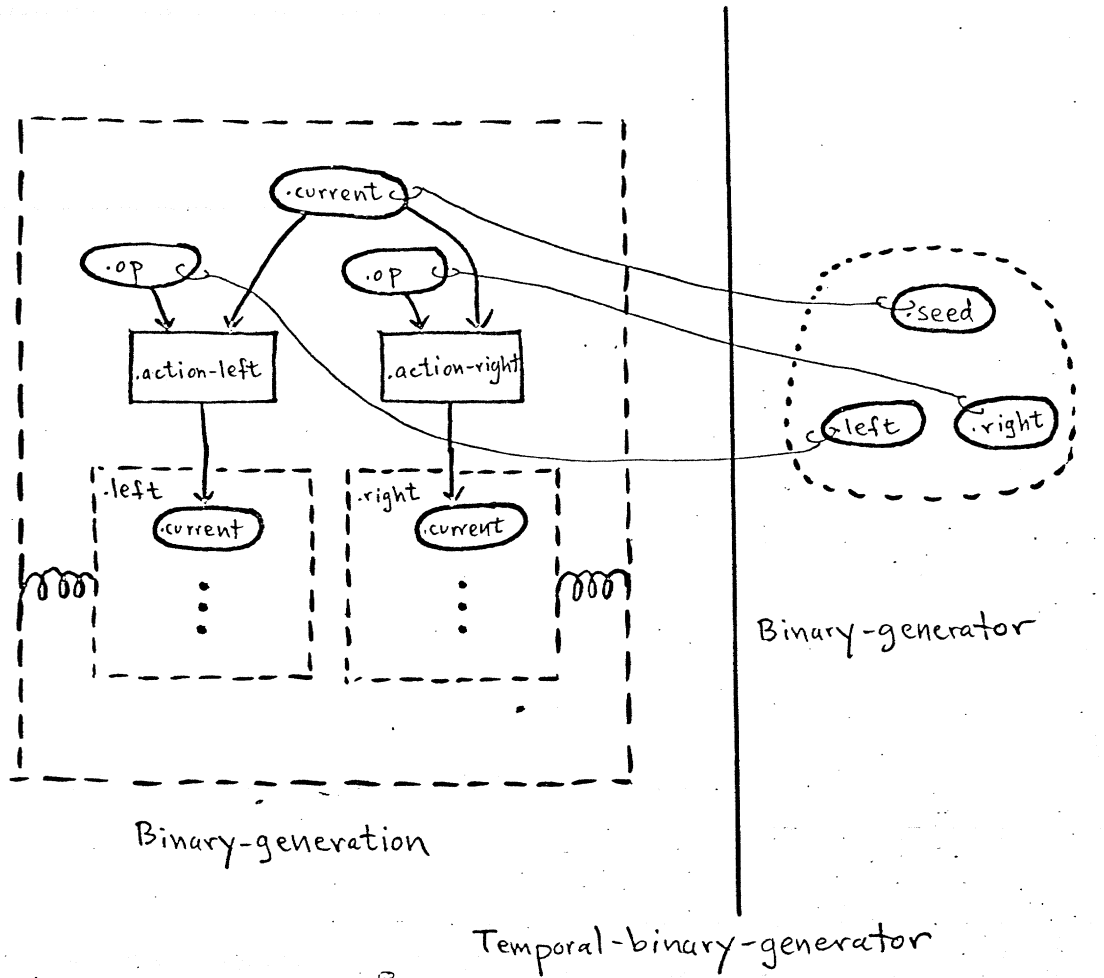 .current
.op
.op
.seed
.action-left
.action-right
.left
.right
.left
.right
.current
.current
Binary-generator
Binary-generation
Temporal-binary-generator